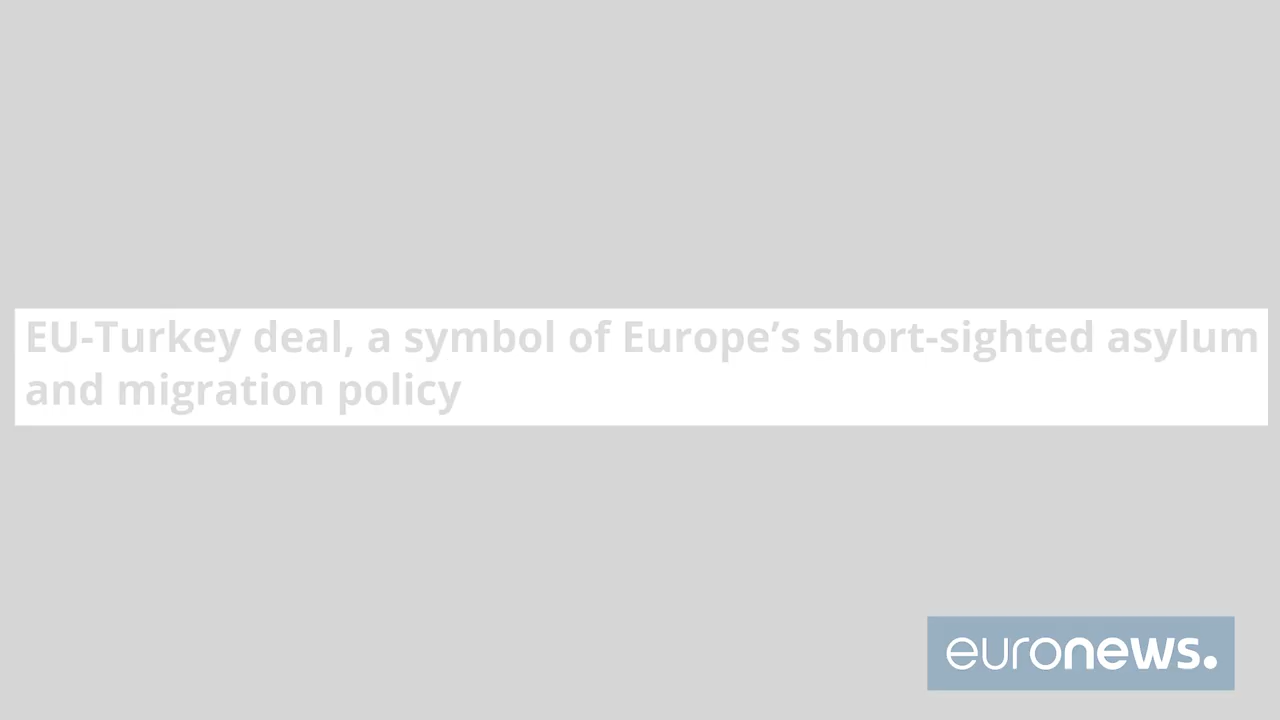 EU-Turkey deal, a symbol of Europe’s short-sighted asylum
and migration policy
euronews.